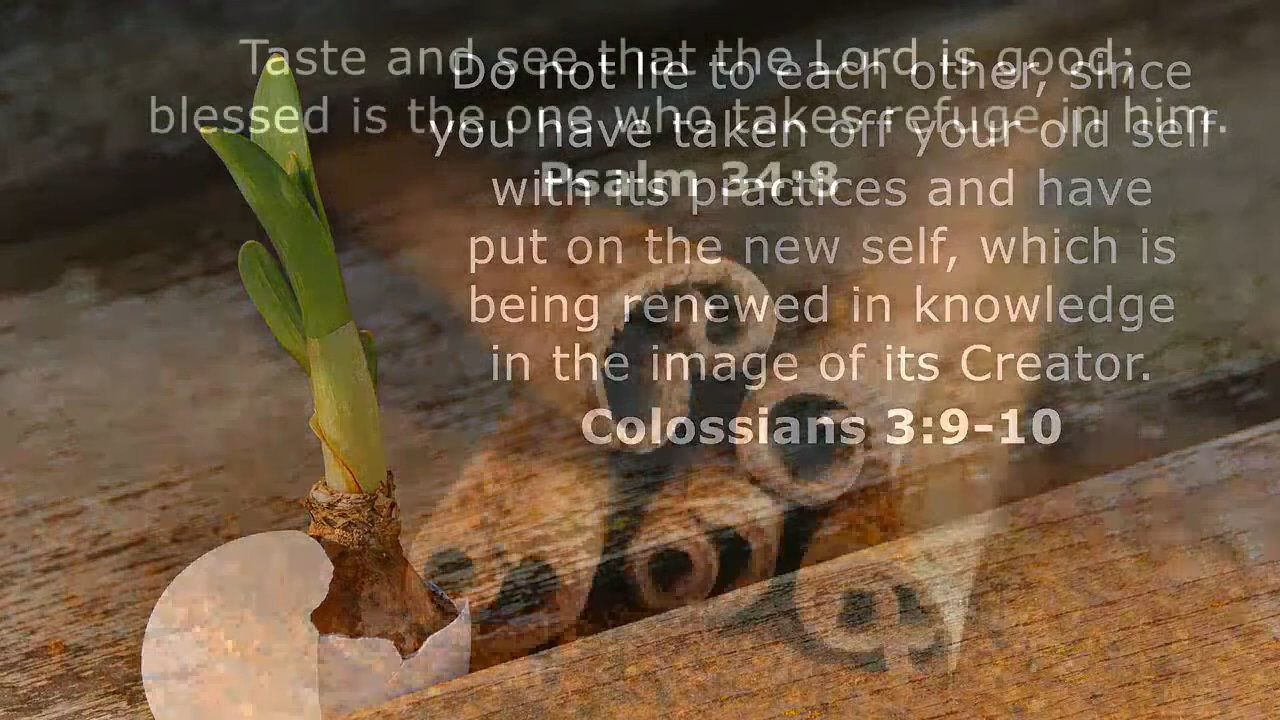 Taste and see that the Lord is good;
blessed is the one who takes refuge in him.
Psalm 34:8
Do not lie to each other, since
you have taken off your old self
with its practices and have
put on the new self, which is
being renewed in knowledge
in the image of its Creator.
Colossians 3:9-10